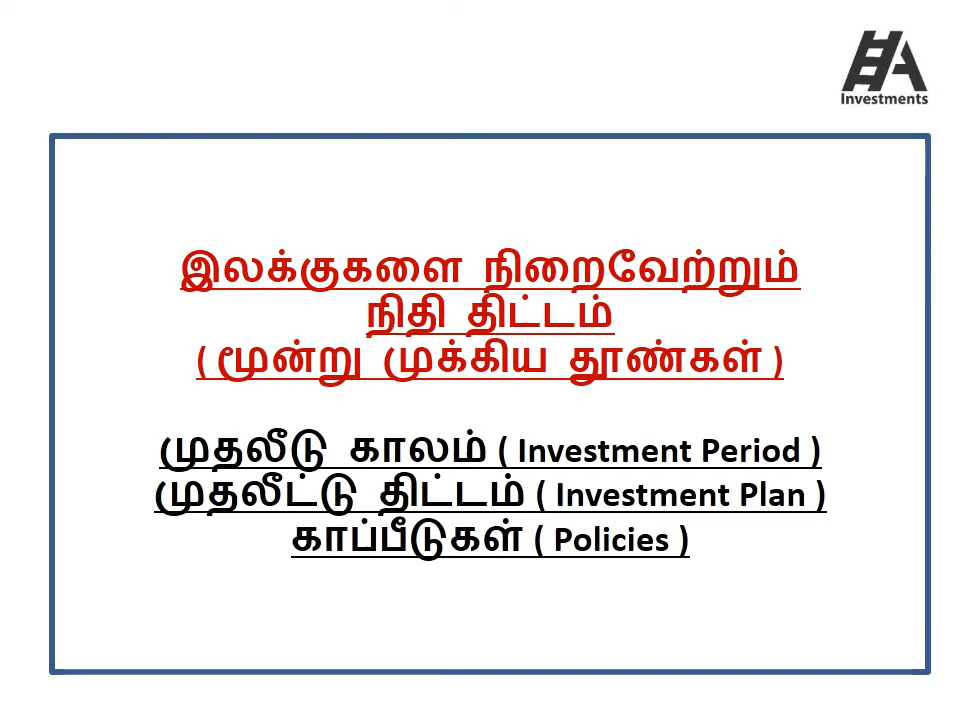 Investments
இலக்குகளை நிறைவேற்றும்
நிதி திட்டம்
( மூன்று முக்கிய தூண்கள் )
முதலீடு காலம் ( Investment Period )
முதலீட்டு திட்டம் ( Investment Plan )
காப்பீடுகள் ( Policies )